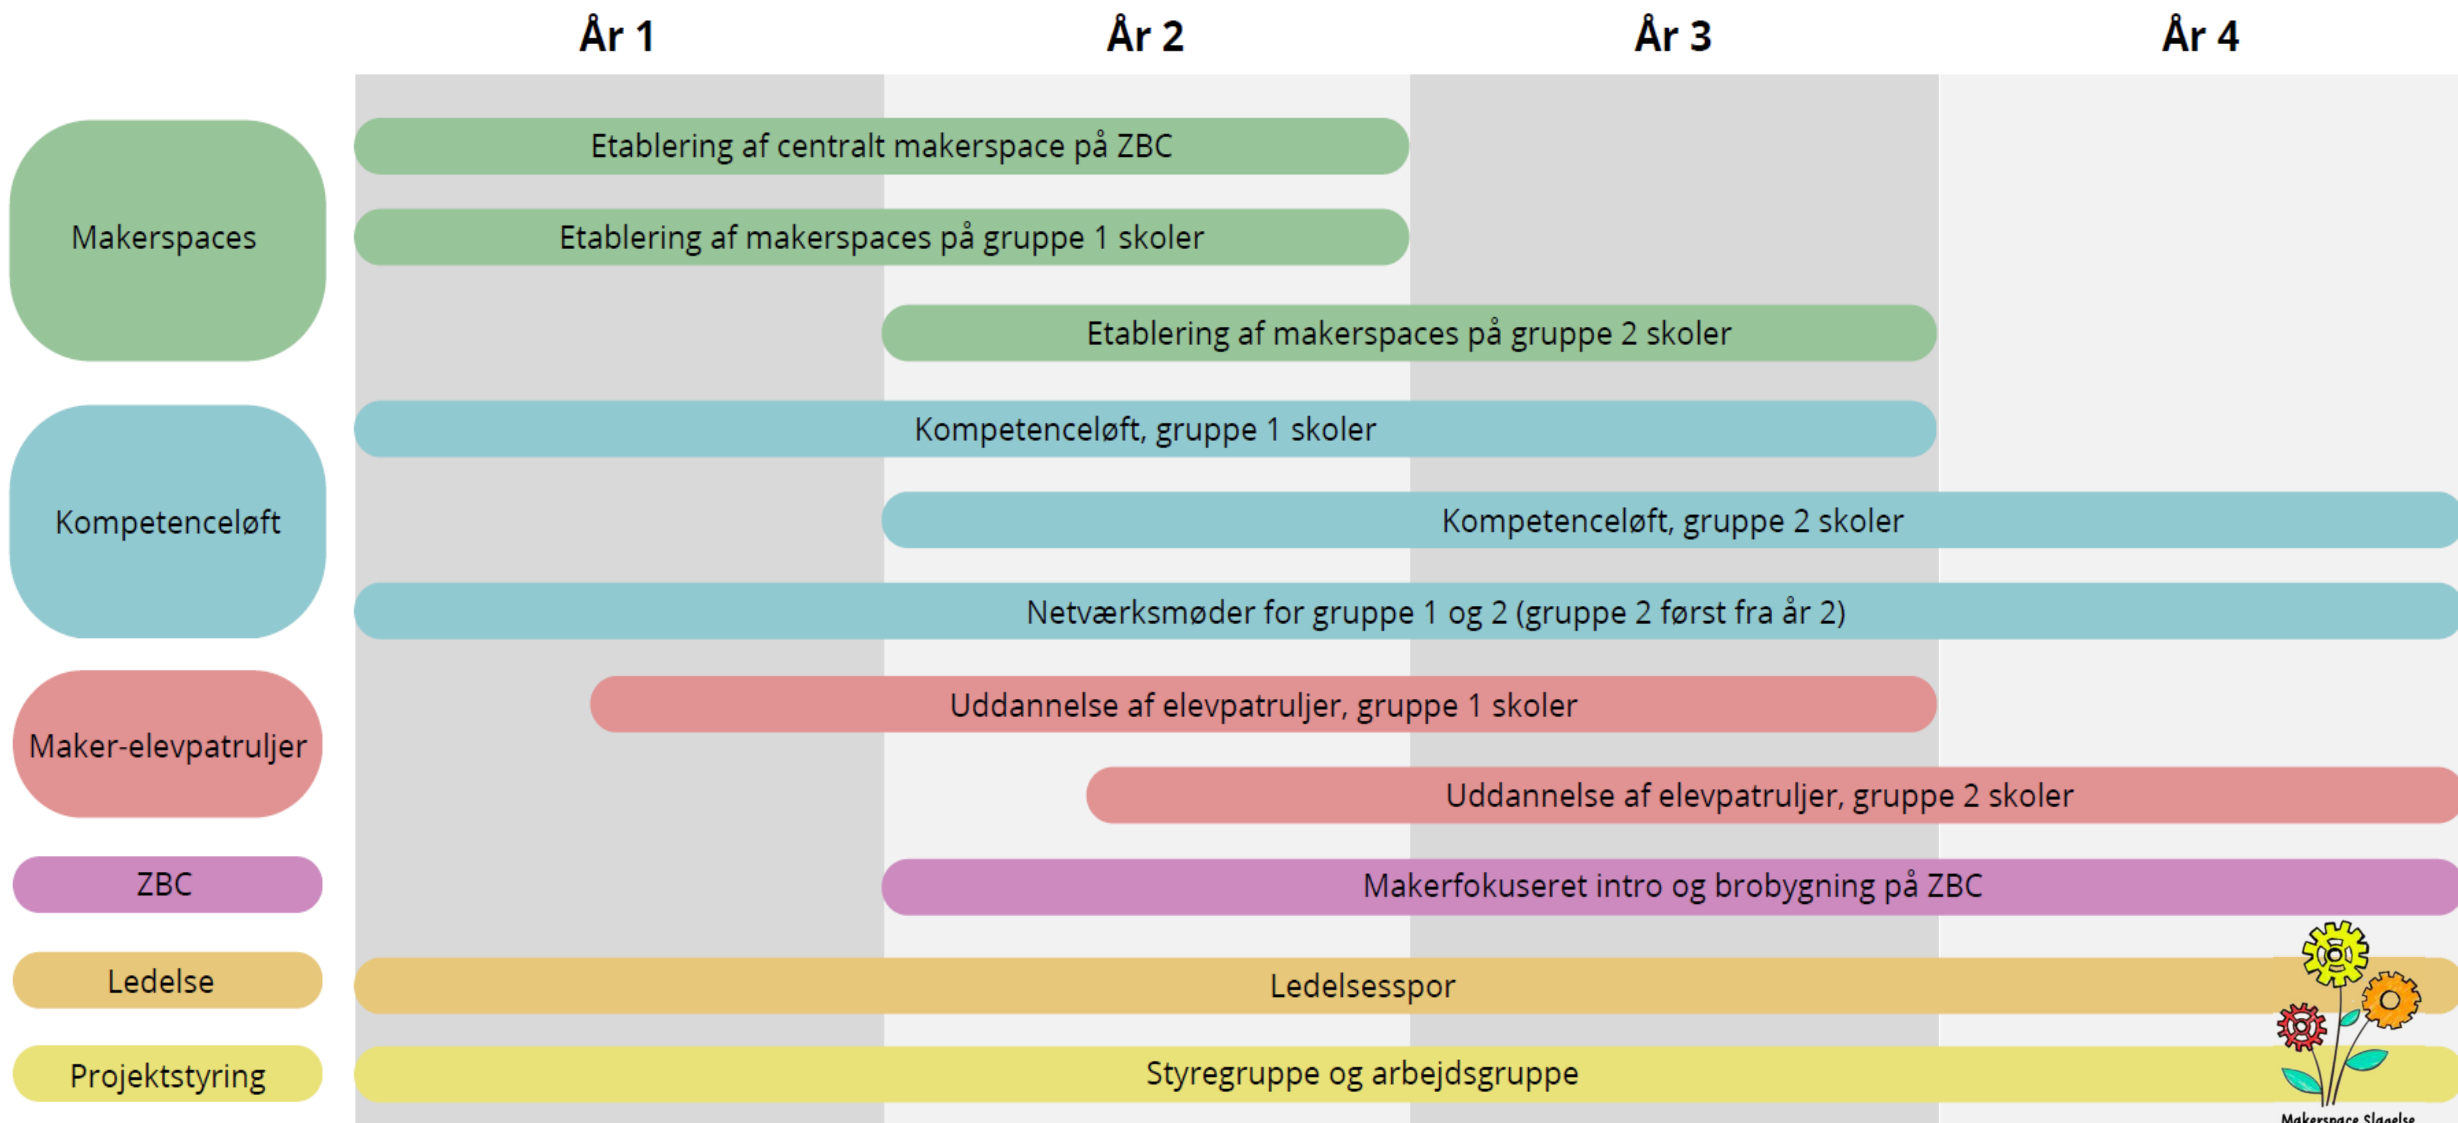 År 1
År 2
År 3
År 4
Makerspaces
Etablering af centralt makerspace på ZBC
Etablering af makerspaces på gruppe 1 skoler
Etablering af makerspaces på gruppe 2 skoler
Kompetenceløft
Kompetenceløft, gruppe 1 skoler
Kompetenceløft, gruppe 2 skoler
Netværksmøder for gruppe 1 og 2 (gruppe 2 først fra år 2)
Maker-elevpatruljer
Uddannelse af elevpatruljer, gruppe 1 skoler
Uddannelse af elevpatruljer, gruppe 2 skoler
ZBC
Makerfokuseret intro og brobygning på ZBC
Ledelse
Ledelsesspor
Projektstyring
Styregruppe og arbejdsgruppe
Makerspace Slagelse